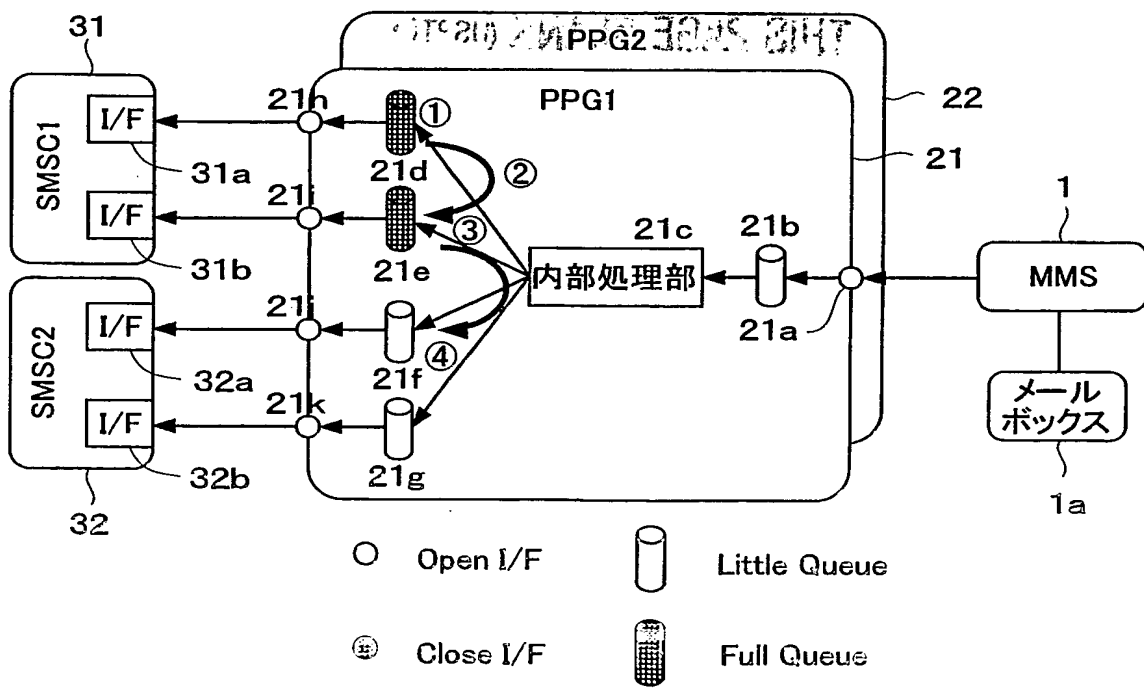 31
SMSC1
I/F
31a
I/F
31b
SMSC2
I/F
32a
I/F
32b
32
PPG2
22
PPG1
21
21h
①
21d
②
21i
③
21e
21j
④
21f
21k
21g
21c
内部処理部
21b
21a
1
MMS
メール
ボックス
1a
Open I/F
Little Queue
Close I/F
Full Queue